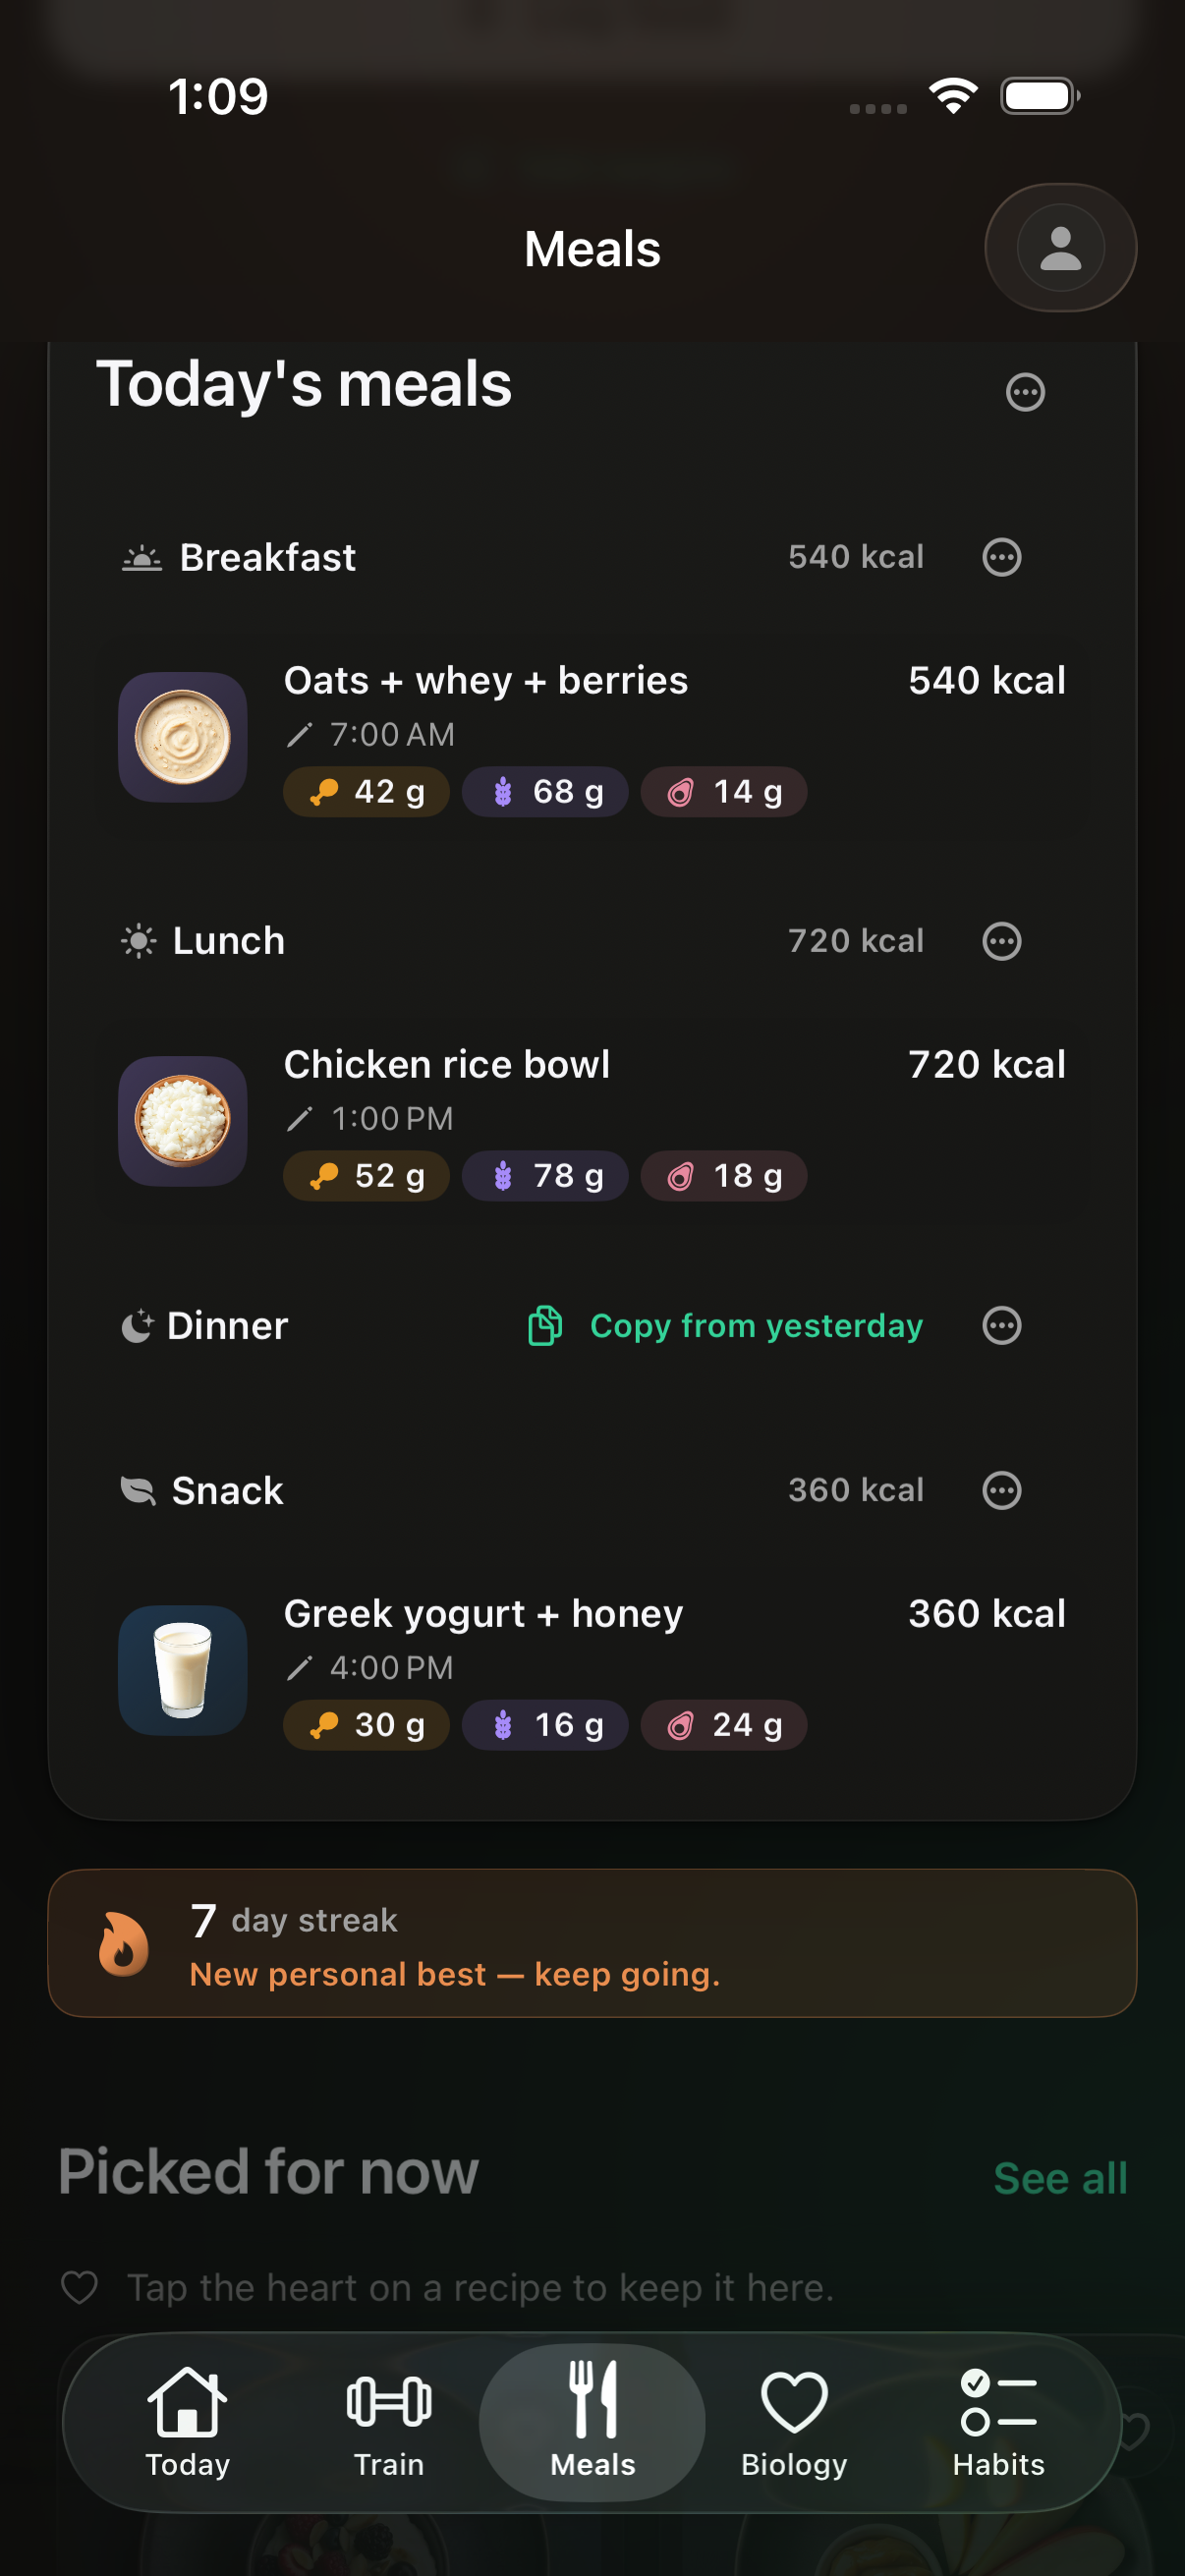 1:09
Meals
Today's meals
Breakfast 540 kcal
Oats + whey + berries 540 kcal
7:00 AM
42 g 68 g 14 g
Lunch 720 kcal
Chicken rice bowl 720 kcal
1:00 PM
52 g 78 g 18 g
Dinner Copy from yesterday
Snack 360 kcal
Greek yogurt + honey 360 kcal
4:00 PM
30 g 16 g 24 g
7 day streak
New personal best — keep going.
Picked for now See all
Tap the heart on a recipe to keep it here.
Today Train Meals Biology Habits